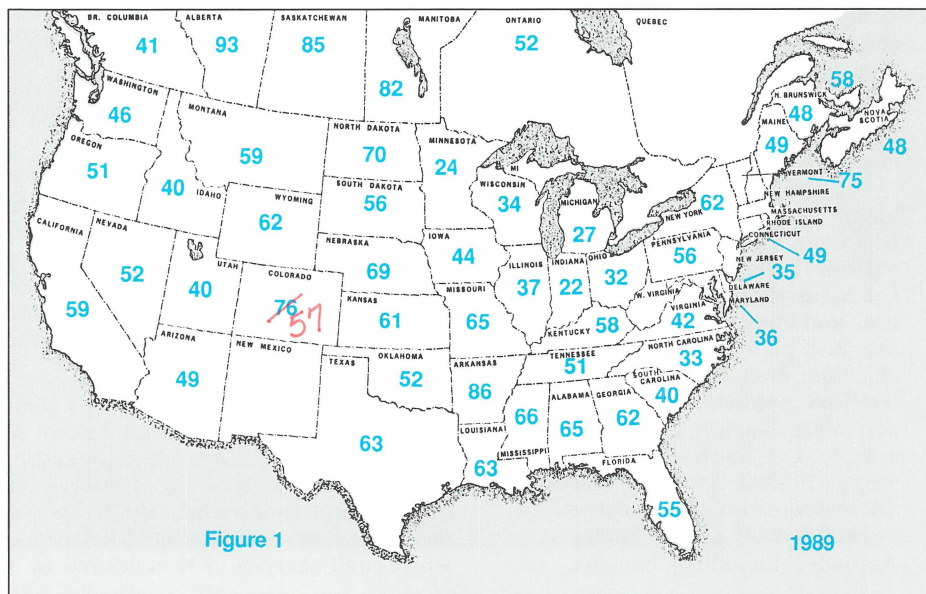 BR. COLUMBIA
41
ALBERTA
93
SASKATCHEWAN
85
MANITOBA
82
ONTARIO
52
QUEBEC
58
N. BRUNSWICK
48
NOVA SCOTIA
48
MAINE
49
WASHINGTON
46
MONTANA
59
NORTH DAKOTA
70
MINNESOTA
24
MI
OREGON
51
40
IDAHO
WYOMING
62
SOUTH DAKOTA
56
WISCONSIN
34
MICHIGAN
27
NEW YORK
62
VERMONT
75
NEW HAMPSHIRE
MASSACHUSETTS
RHODE ISLAND
CONNECTICUT
49
CALIFORNIA
59
NEVADA
52
UTAH
40
COLORADO
76
57
NEBRASKA
69
IOWA
44
ILLINOIS
37
INDIANA
22
OHIO
32
PENNSYLVANIA
56
NEW JERSEY
35
DELAWARE
MARYLAND
36
KANSAS
61
MISSOURI
65
KENTUCKY
58
W. VIRGINIA
VIRGINIA
42
ARIZONA
49
NEW MEXICO
TEXAS
63
OKLAHOMA
52
ARKANSAS
86
TENNESSEE
51
NORTH CAROLINA
33
SOUTH
CAROLINA
40
LOUISIANA
63
MISSISSIPPI
66
ALABAMA
65
GEORGIA
62
FLORIDA
55
Figure 1
1989